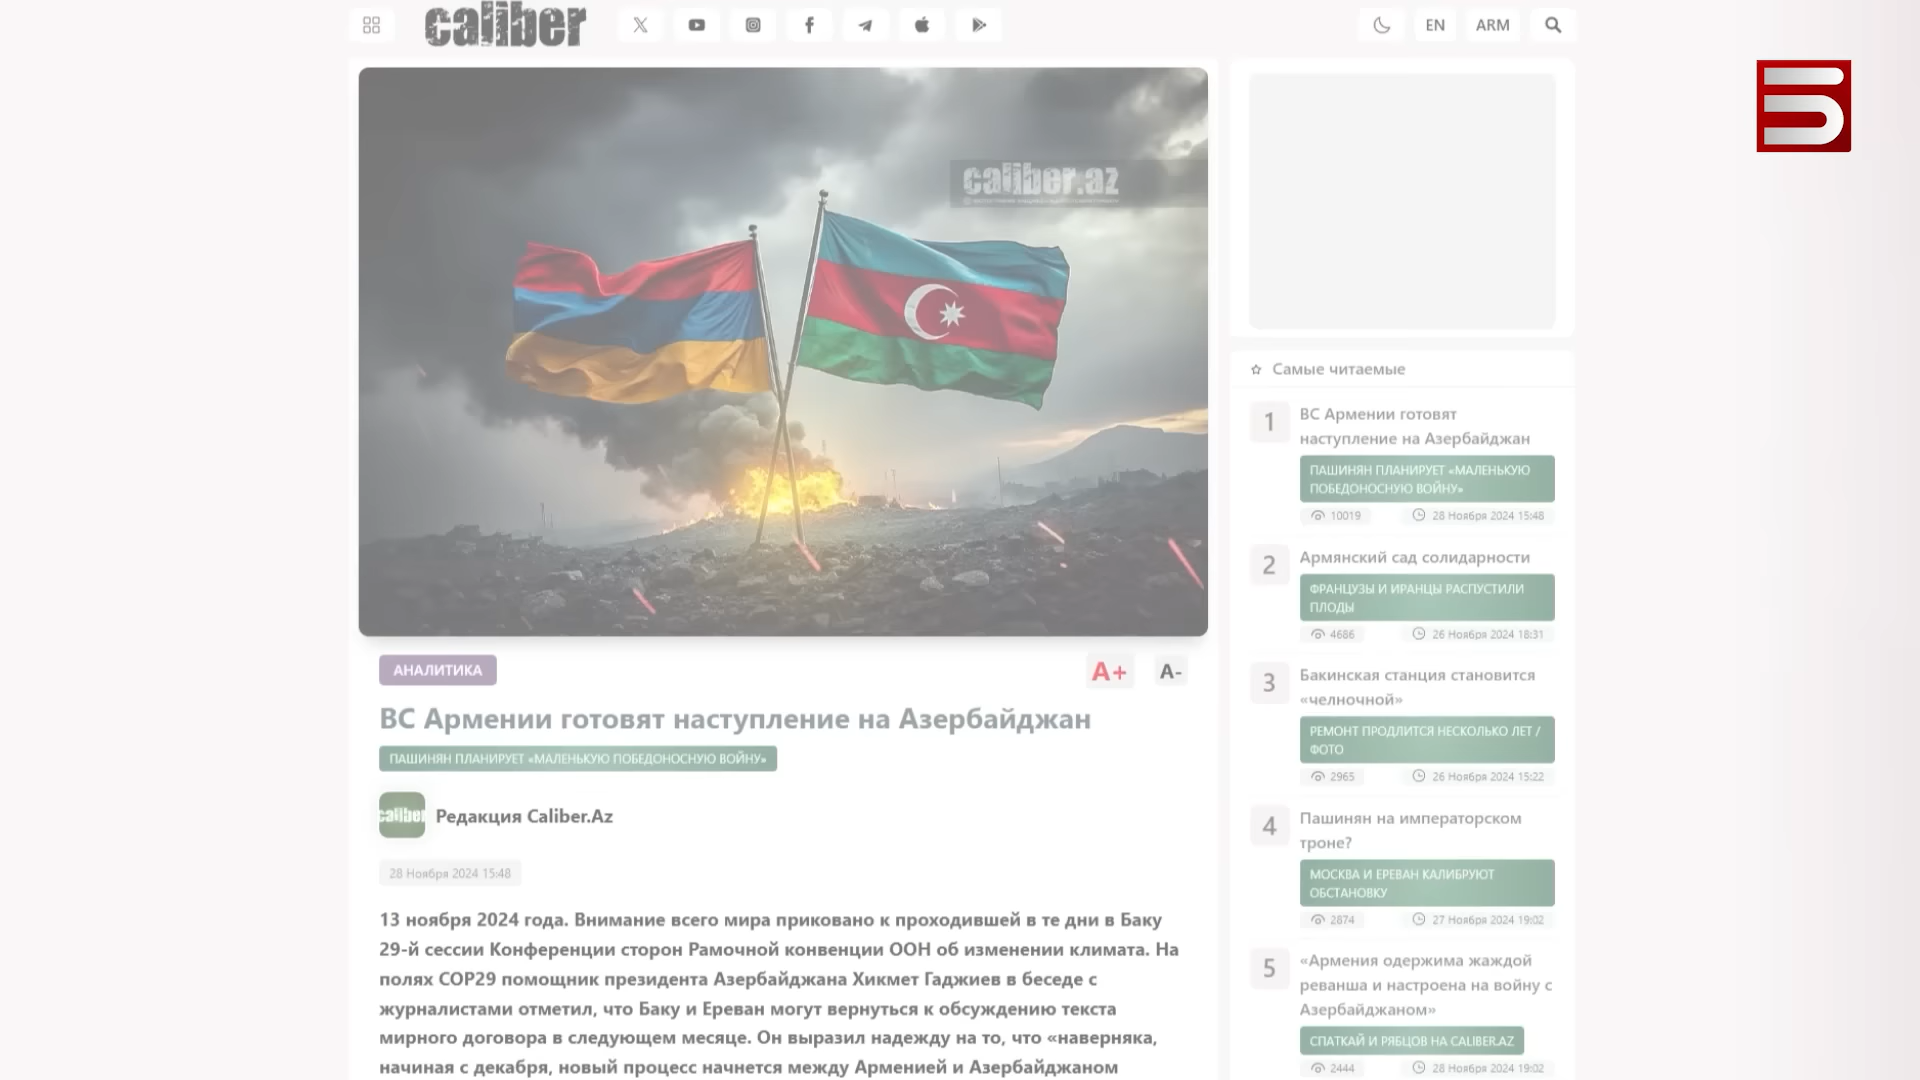 caliber
EN
ARM
caliber.az
АНАЛИТИКА
A+
A-
ВС Армении готовят наступление на Азербайджан
ПАШИНЯН ПЛАНИРУЕТ «МАЛЕНЬКУЮ ПОБЕДОНОСНУЮ ВОЙНУ»
caliber
Редакция Caliber.Az
28 Ноября 2024 15:48
13 ноября 2024 года. Внимание всего мира приковано к проходившей в те дни в Баку
29-й сессии Конференции сторон Рамочной конвенции ООН об изменении климата. На
полях COP29 помощник президента Азербайджана Хикмет Гаджиев в беседе с
журналистами отметил, что Баку и Ереван могут вернуться к обсуждению текста
мирного договора в следующем месяце. Он выразил надежду на то, что «наверняка,
начиная с декабря, новый процесс начнется между Арменией и Азербайджаном
Самые читаемые
1
ВС Армении готовят
наступление на Азербайджан
ПАШИНЯН ПЛАНИРУЕТ «МАЛЕНЬКУЮ
ПОБЕДОНОСНУЮ ВОЙНУ»
10019
28 Ноября 2024 15:48
2
Армянский сад солидарности
ФРАНЦУЗЫ И ИРАНЦЫ РАСПУСТИЛИ
ПЛОДЫ
4686
26 Ноября 2024 18:31
3
Бакинская станция становится
«челночной»
РЕМОНТ ПРОДЛИТСЯ НЕСКОЛЬКО ЛЕТ /
ФОТО
2965
26 Ноября 2024 15:22
4
Пашинян на императорском
троне?
МОСКВА И ЕРЕВАН КАЛИБРУЮТ
ОБСТАНОВКУ
2874
27 Ноября 2024 19:02
5
«Армения одержима жаждой
реванша и настроена на войну с
Азербайджаном»
СПАТКАЙ И РЯБЦОВ НА CALIBER.AZ
2444
28 Ноября 2024 19:02